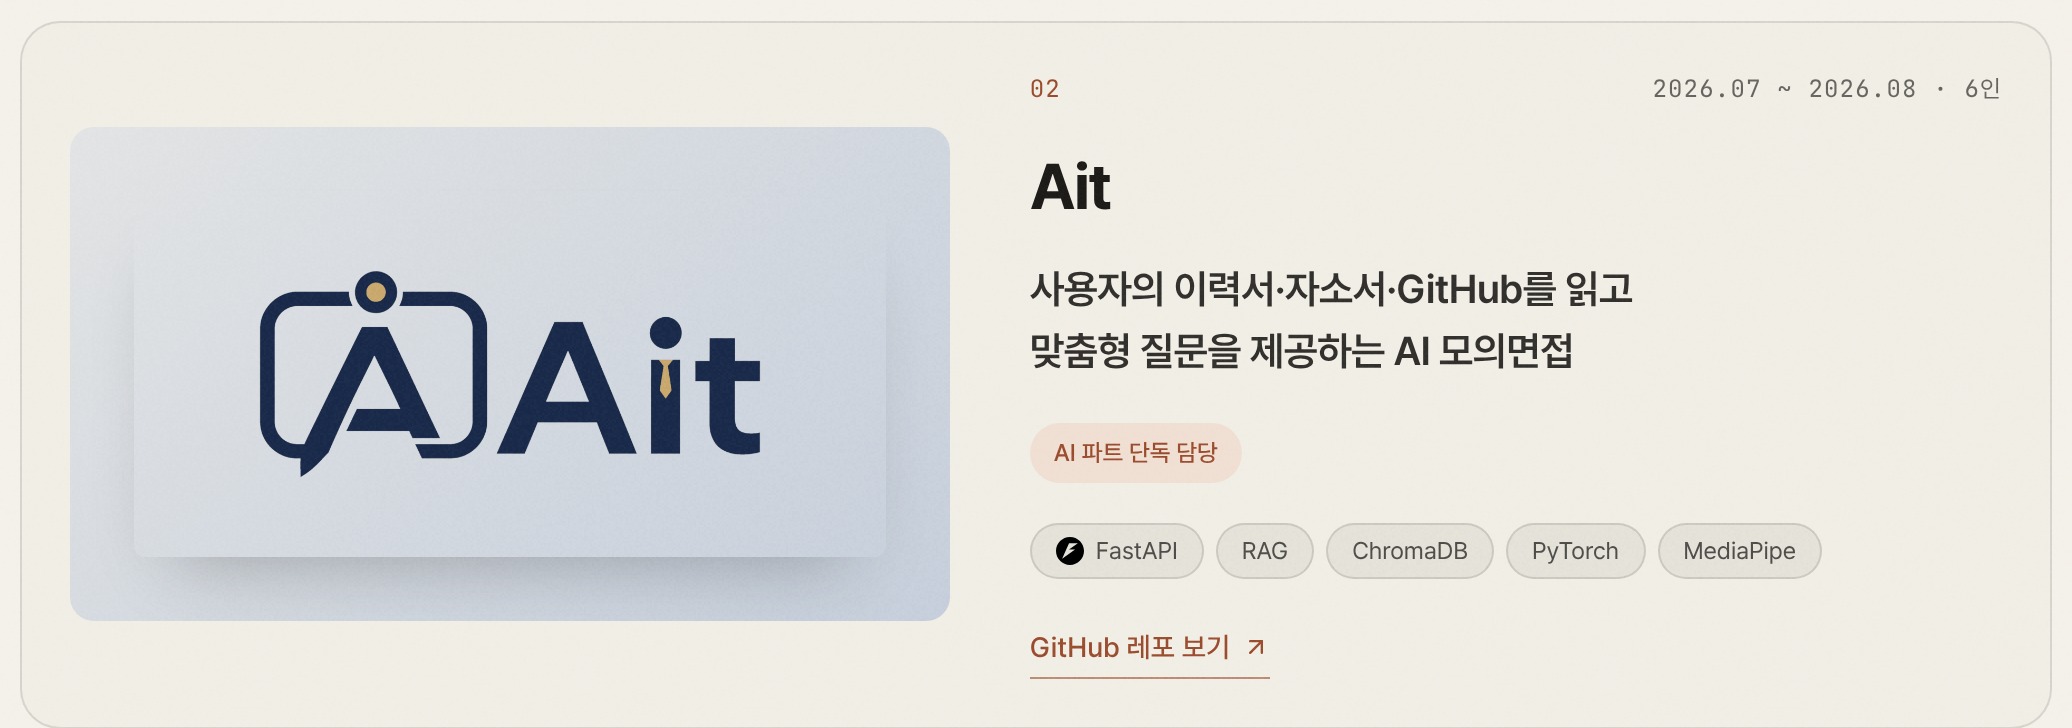 02
2026.07 ~ 2026.08 · 6인
Ait
Ait
사용자의 이력서·자소서·GitHub를 읽고
맞춤형 질문을 제공하는 AI 모의면접
AI 파트 단독 담당
FastAPI RAG ChromaDB PyTorch MediaPipe
GitHub 레포 보기 ↗